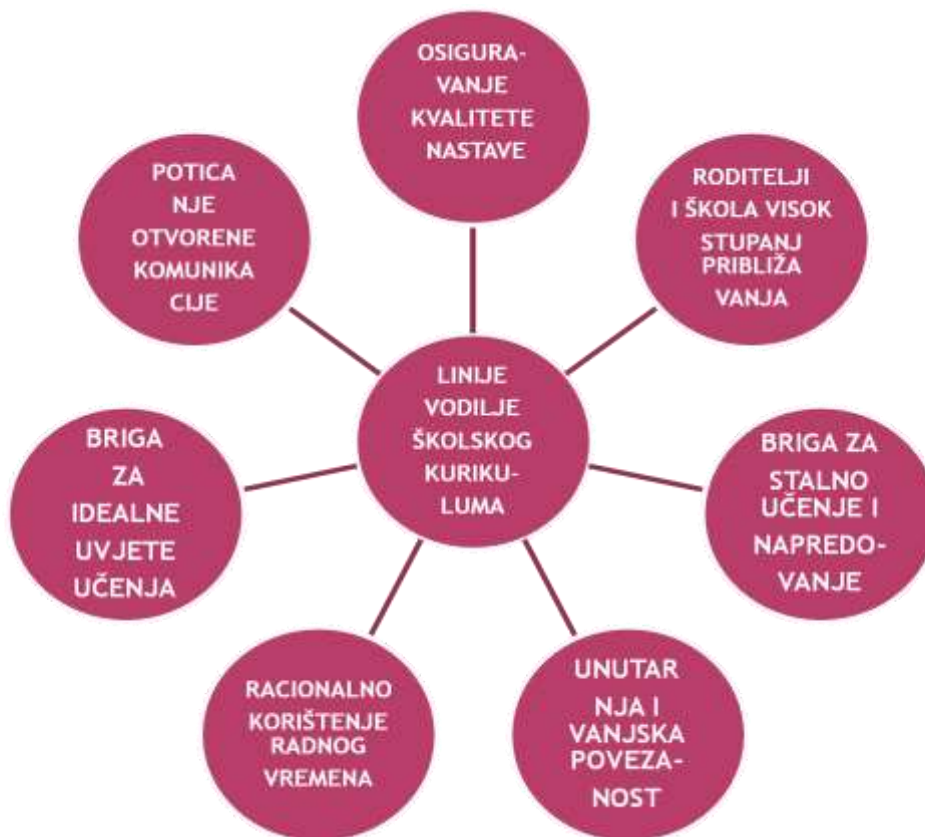 OSIGURA-
VANJE
KVALITETE
NASTAVE
RODITELJI
I ŠKOLA VISOK
STUPANJ
PRIBLIŽA
VANJA
BRIGA ZA
STALNO
UČENJE I
NAPREDO-
VANJE
UNUTAR
NJA I
VANJSKA
POVEZA-
NOST
RACIONALNO
KORIŠTENJE
RADNOG
VREMENA
BRIGA
ZA
IDEALNE
UVJETE
UČENJA
POTICA
NJE
OTVORENE
KOMUNIKA
CIJE
LINIJE
VODILJE
ŠKOLSKOG
KURIKU-
LUMA